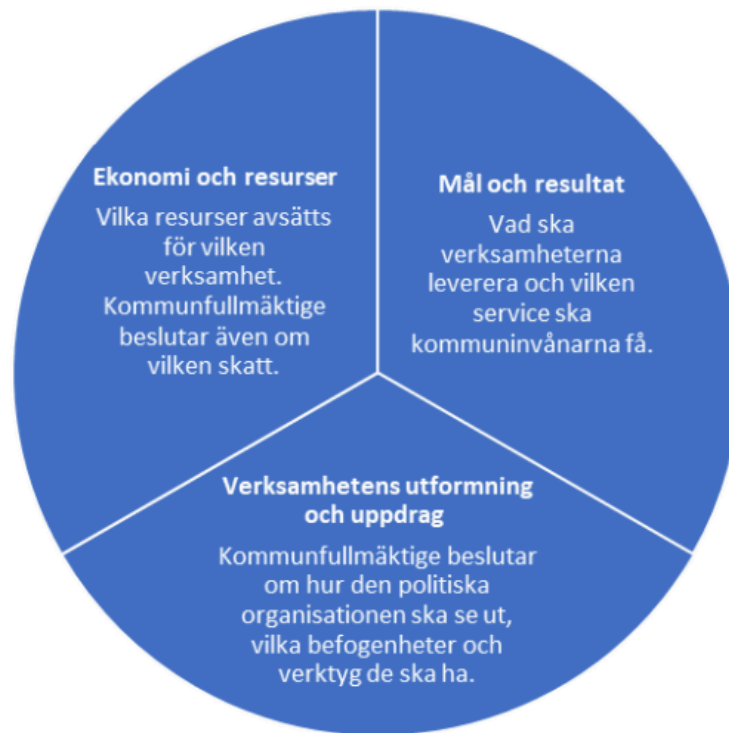 Ekonomi och resurser
Vilka resurser avsätts
för vilken
verksamhet.
Kommunfullmäktige
beslutar även om
vilken skatt.
Mål och resultat
Vad ska
verksamheterna
leverera och vilken
service ska
kommuninvånarna få.
Verksamhetens utformning
och uppdrag
Kommunfullmäktige beslutar
om hur den politiska
organisationen ska se ut,
vilka befogenheter och
verktyg de ska ha.